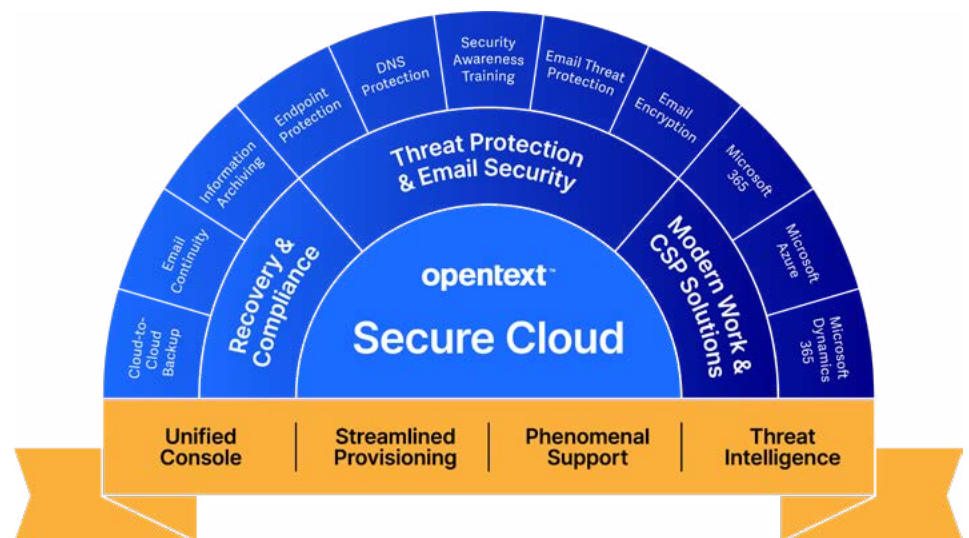 Cloud-to-
Cloud
Backup
Email
Continuity
Information
Archiving
Endpoint
Protection
DNS
Protection
Security
Awareness
Training
Email Threat
Protection
Email
Encryption
Microsoft
365
Microsoft
Azure
Microsoft
Dynamics
365
Recovery &
Compliance
Threat Protection
& Email Security
Modern Work &
CSP Solutions
opentext™
Secure Cloud
Unified
Console
Streamlined
Provisioning
Phenomenal
Support
Threat
Intelligence